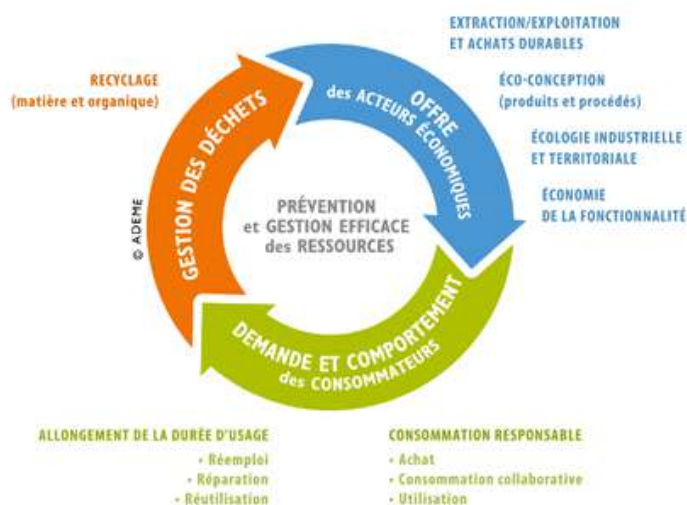 EXTRACTION/EXPLOITATION
ET ACHATS DURABLES
RECYCLAGE
(matière et organique)
ÉCO-CONCEPTION
(produits et procédés)
ÉCOLOGIE INDUSTRIELLE
ET TERRITORIALE
ÉCONOMIE
DE LA FONCTIONNALITÉ
OFFRE
des ACTEURS ÉCONOMIQUES
GESTION DES DÉCHETS
© ADEME
PRÉVENTION
et GESTION EFFICACE
des RESSOURCES
DEMANDE ET COMPORTEMENT
des CONSOMMATEURS
ALLONGEMENT DE LA DURÉE D'USAGE
• Réemploi
• Réparation
• Réutilisation
CONSOMMATION RESPONSABLE
• Achat
• Consommation collaborative
• Utilisation